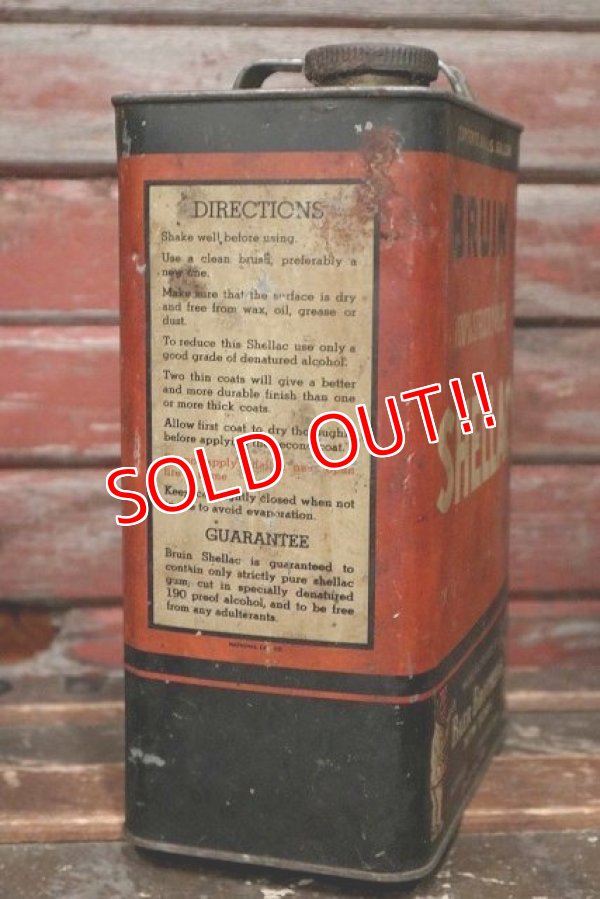 DIRECTIONS
Shake well before using.
Use a clean brush, preferably a
new one.
Make sure that the surface is dry
and free from wax, oil, grease or
dust.
To reduce this Shellac use only a
good grade of denatured alcohol.
Two thin coats will give a better
and more durable finish than one
or more thick coats.
Allow first coat to dry
before applying the second coat.
apply
Keep closed when not
to avoid evaporation.
GUARANTEE
Bruin Shellac is guaranteed to
contain only strictly pure shellac
gum, cut in specially denatured
190 proof alcohol, and to be free
from any adulterants.
BRUIN
SHELLAC
SOLD OUT!!